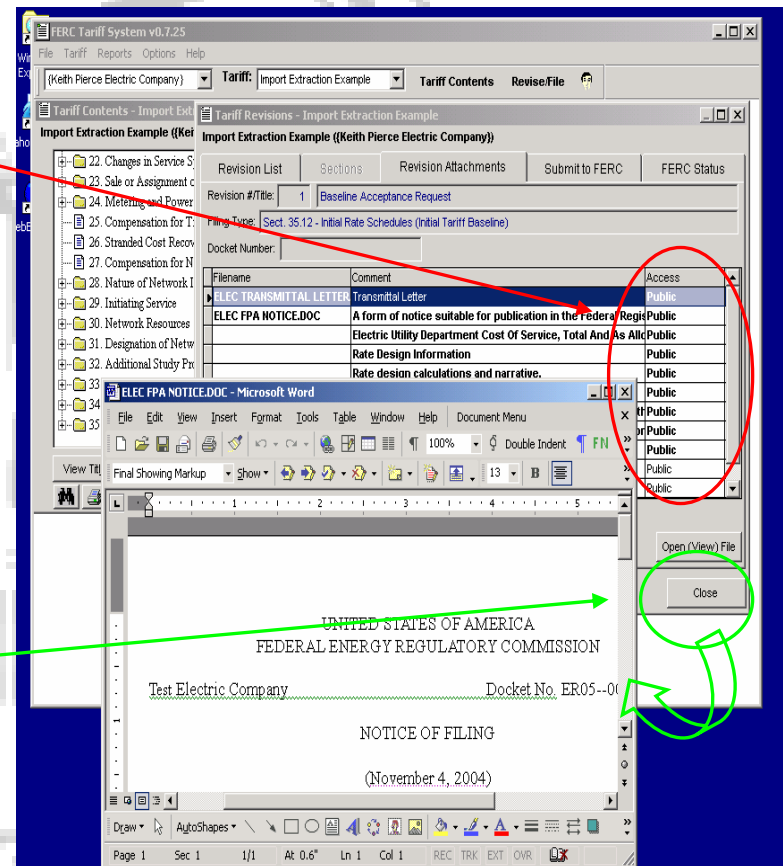 FERC Tariff System v0.7.25
File Tariff Reports Options Help
{Keith Pierce Electric Company} Tariff: Import Extraction Example Tariff Contents Revise/File
Tariff Contents - Import Ext
Import Extraction Example ({Kei
22. Changes in Service S
23. Sale or Assignment o
24. Metering and Power
25. Compensation for T
26. Stranded Cost Recov
27. Compensation for N
28. Nature of Network I
29. Initiating Service
30. Network Resources
31. Designation of Netw
32. Additional Study Pr
33
34
35
View Titl
Tariff Revisions - Import Extraction Example
Import Extraction Example ({Keith Pierce Electric Company})
Revision List Sections Revision Attachments Submit to FERC FERC Status
Revision #/Title: 1 Baseline Acceptance Request
Filing Type: Sect. 35.12 - Initial Rate Schedules (Initial Tariff Baseline)
Docket Number:
Filename Comment Access
ELEC TRANSMITTAL LETTER Transmittal Letter Public
ELEC FPA NOTICE.DOC A form of notice suitable for publication in the Federal Regis Public
Electric Utility Department Cost Of Service, Total And As Allo Public
Rate Design Information Public
Rate design calculations and narrative. Public
Public
Public
Public
Public
Public
Public
Open (View) File
Close
ELEC FPA NOTICE.DOC - Microsoft Word
File Edit View Insert Format Tools Table Window Help Document Menu
100% Double Indent FN
Final Showing Markup Show 13 B
1 2 3 4 5
UNITED STATES OF AMERICA
FEDERAL ENERGY REGULATORY COMMISSION
Test Electric Company Docket No. ER05--00
NOTICE OF FILING
(November 4, 2004)
Draw AutoShapes
Page 1 Sec 1 1/1 At 0.6" Ln 1 Col 1 REC TRK EXT OVR